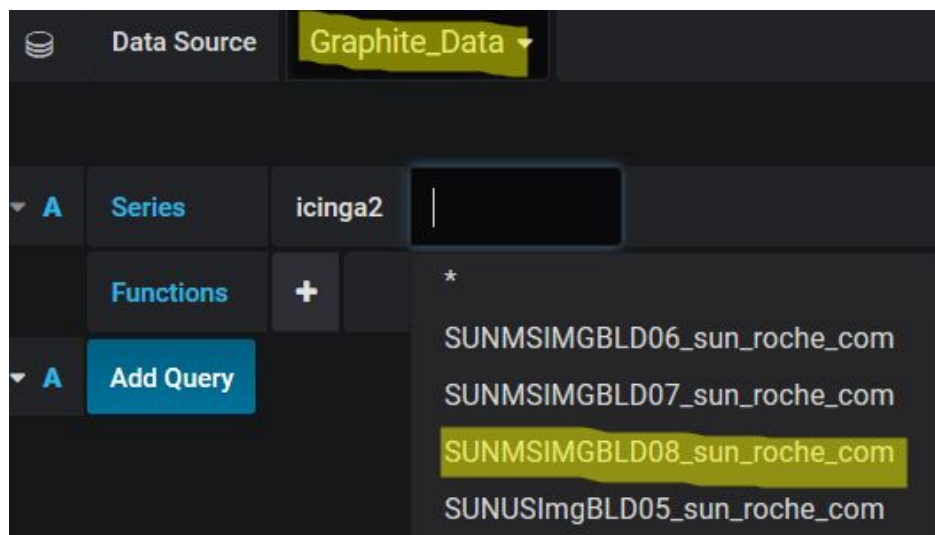 Data Source Graphite_Data
A Series icinga2
Functions +
*
SUNMSIMGBLD06_sun_roche_com
A Add Query
SUNMSIMGBLD07_sun_roche_com
SUNMSIMGBLD08_sun_roche_com
SUNUSImgBLD05_sun_roche_com